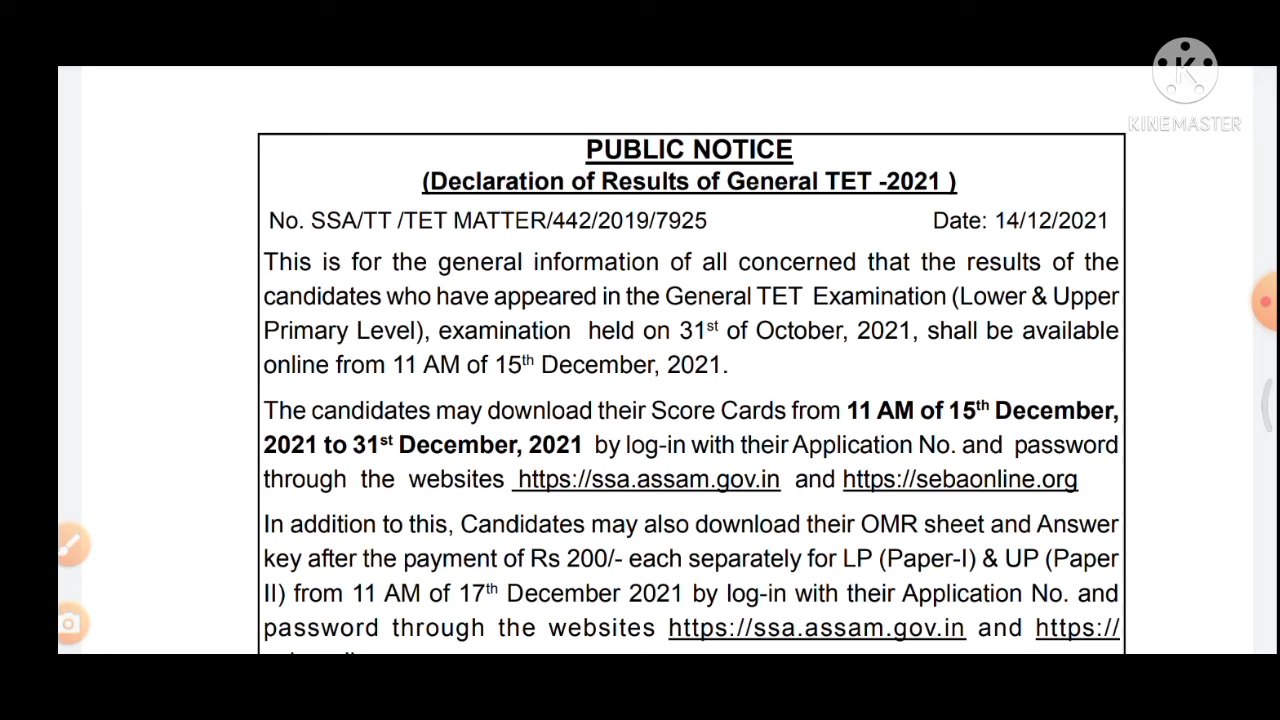 KINEMASTER
PUBLIC NOTICE
(Declaration of Results of General TET -2021 )
No. SSA/TT /TET MATTER/442/2019/7925 Date: 14/12/2021
This is for the general information of all concerned that the results of the
candidates who have appeared in the General TET Examination (Lower & Upper
Primary Level), examination held on 31st of October, 2021, shall be available
online from 11 AM of 15th December, 2021.
The candidates may download their Score Cards from 11 AM of 15th December,
2021 to 31st December, 2021 by log-in with their Application No. and password
through the websites https://ssa.assam.gov.in and https://sebaonline.org
In addition to this, Candidates may also download their OMR sheet and Answer
key after the payment of Rs 200/- each separately for LP (Paper-I) & UP (Paper
II) from 11 AM of 17th December 2021 by log-in with their Application No. and
password through the websites https://ssa.assam.gov.in and https://